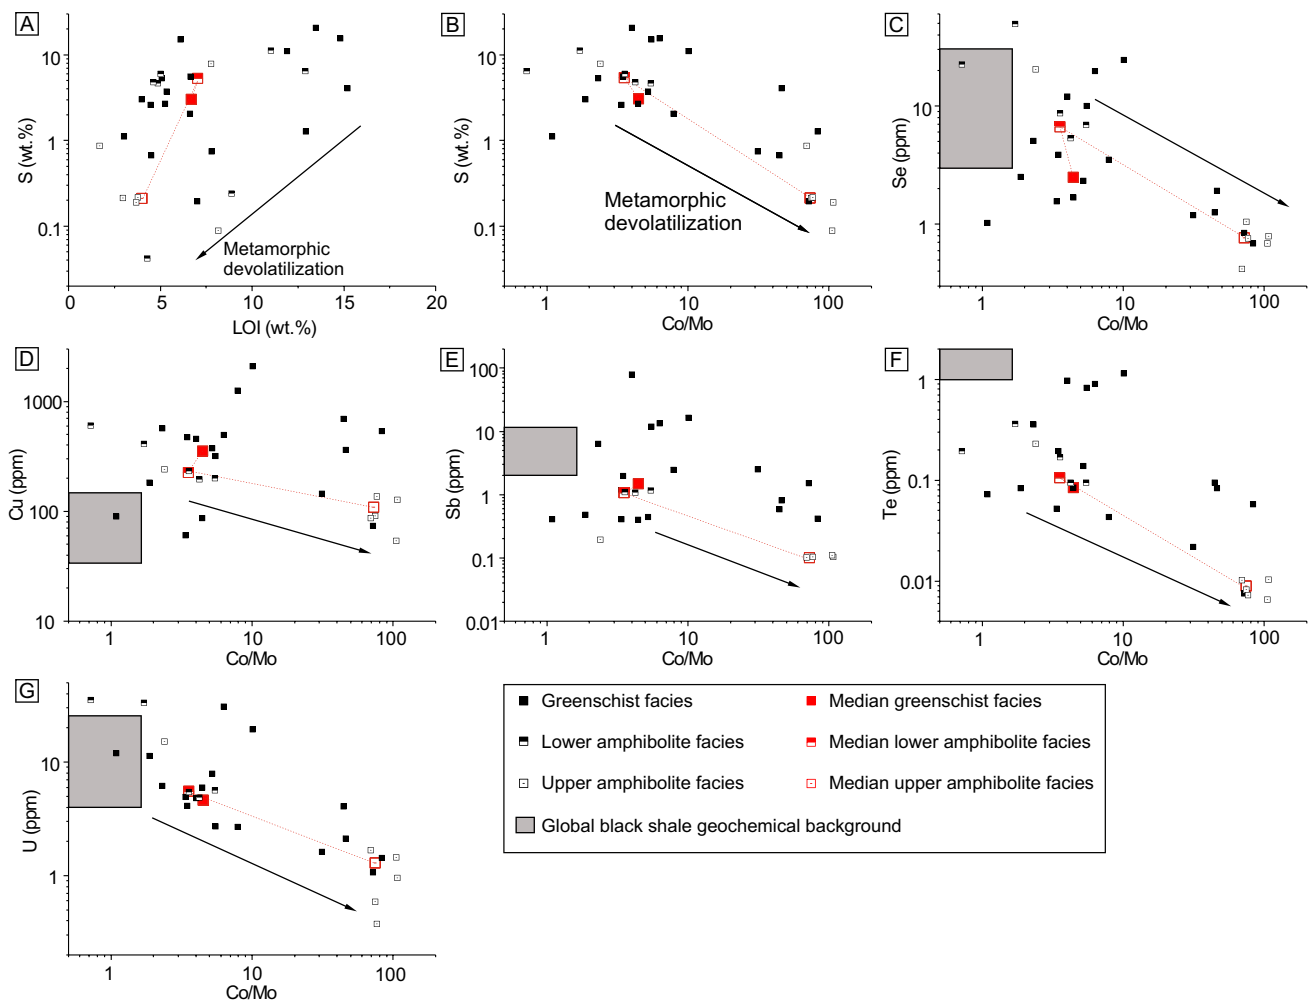 A
10
1
0.1
S (wt.%)
0
5
10
15
20
LOI (wt.%)
Metamorphic
devolatilization
B
10
1
0.1
S (wt.%)
1
10
100
Co/Mo
Metamorphic
devolatilization
C
10
1
Se (ppm)
1
10
100
Co/Mo
D
1000
100
10
Cu (ppm)
1
10
100
Co/Mo
E
100
10
1
0.1
0.01
Sb (ppm)
1
10
100
Co/Mo
F
1
0.1
0.01
Te (ppm)
1
10
100
Co/Mo
G
10
1
U (ppm)
1
10
100
Co/Mo
Greenschist facies
Median greenschist facies
Lower amphibolite facies
Median lower amphibolite facies
Upper amphibolite facies
Median upper amphibolite facies
Global black shale geochemical background